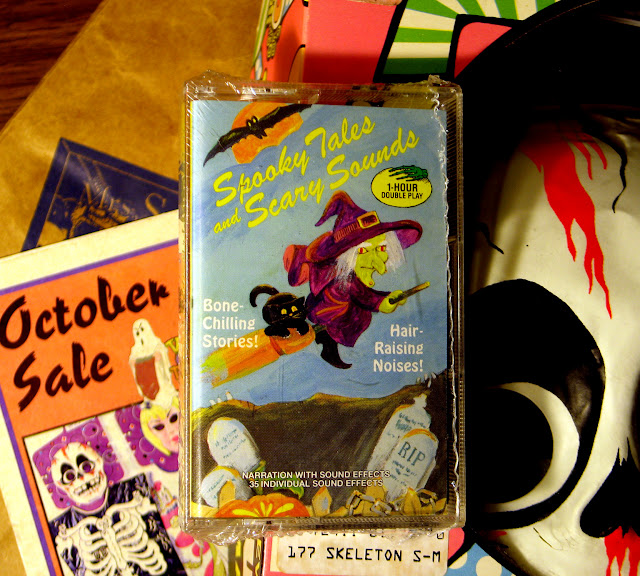 Spooky Tales
and Scary Sounds
1-HOUR
DOUBLE PLAY
Bone-
Chilling
Stories!
Hair-
Raising
Noises!
RIP
NARRATION WITH SOUND EFFECTS
35 INDIVIDUAL SOUND EFFECTS
October
Sale
177 SKELETON S-M